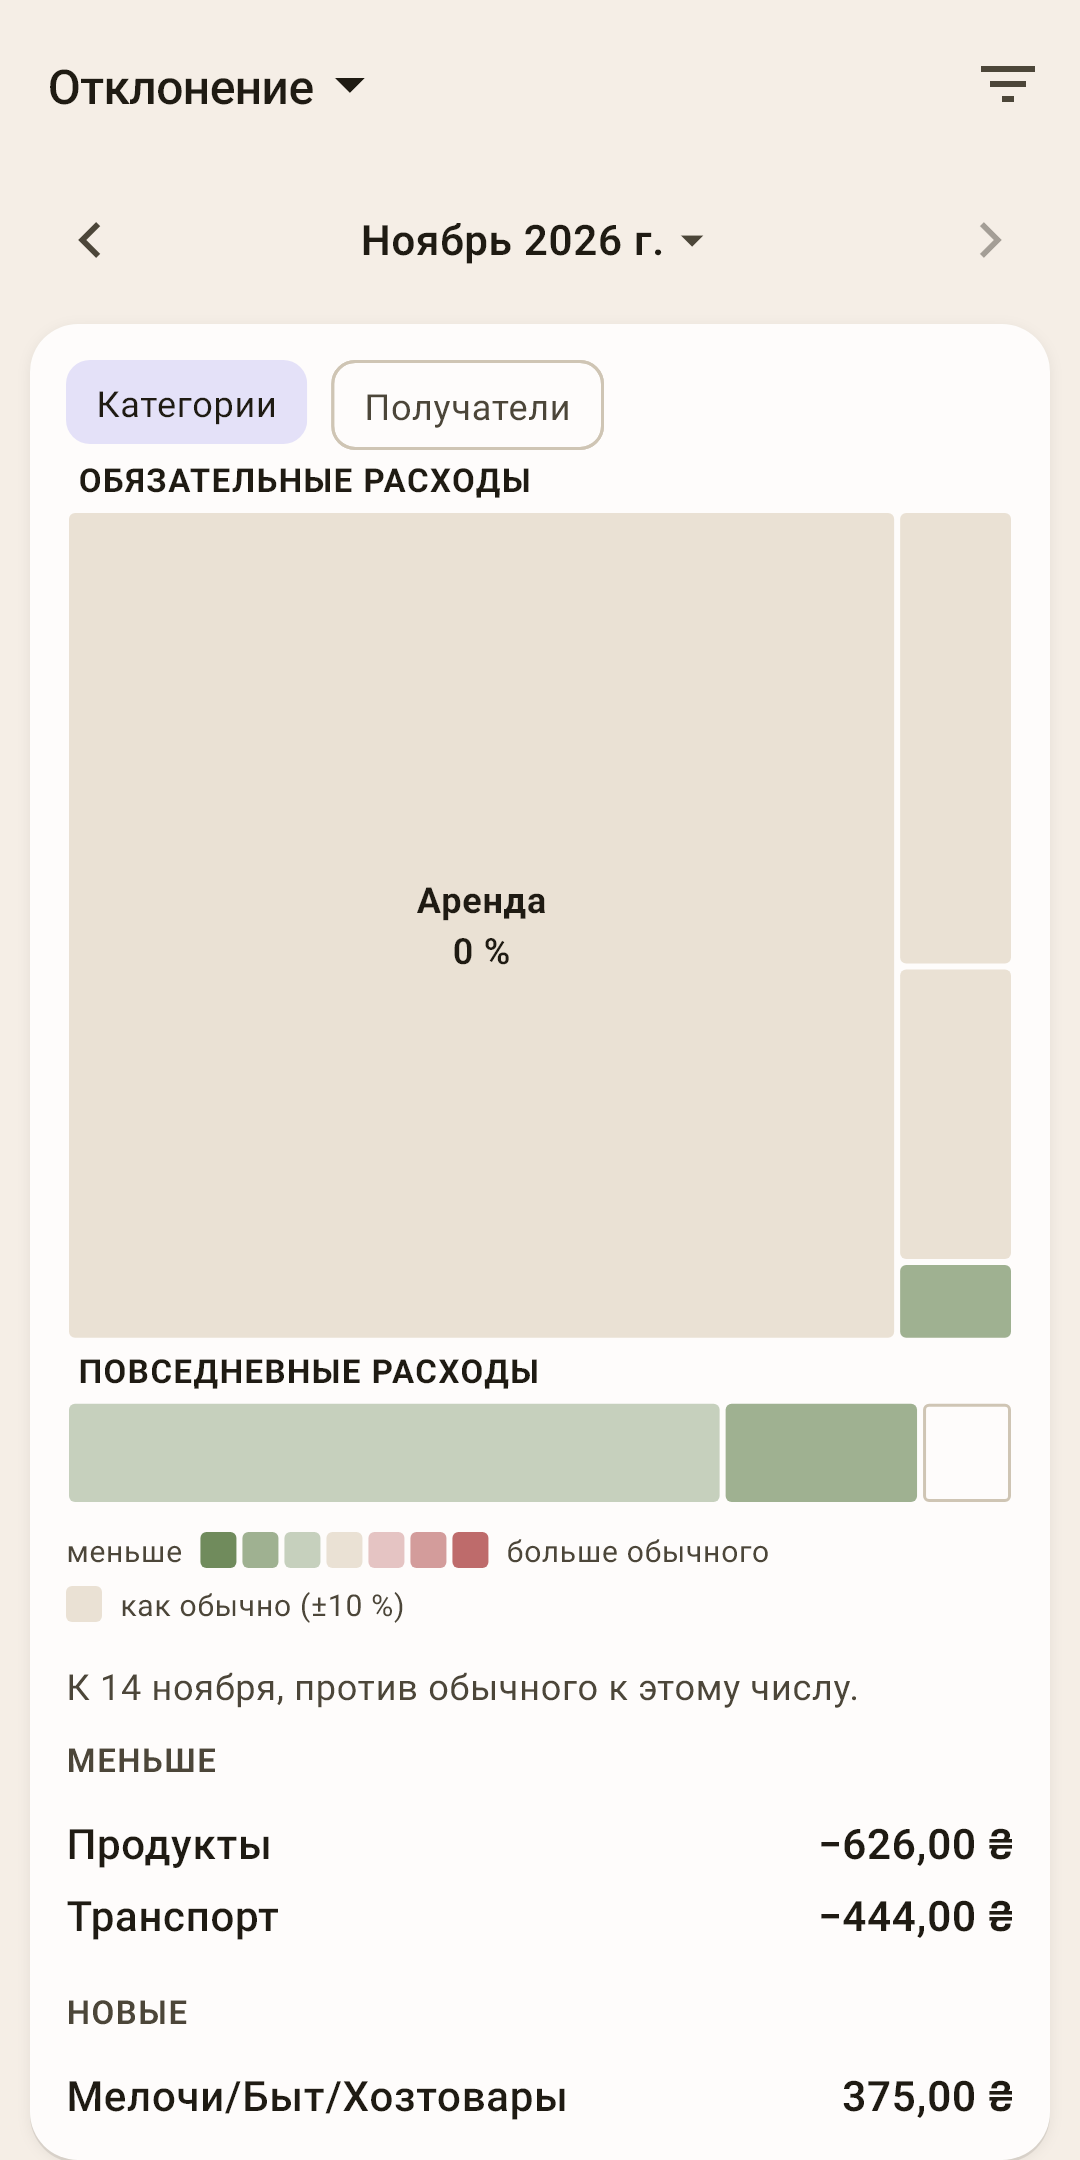 Отклонение
Ноябрь 2026 г.
Категории
Получатели
ОБЯЗАТЕЛЬНЫЕ РАСХОДЫ
Аренда
0 %
ПОВСЕДНЕВНЫЕ РАСХОДЫ
меньше больше обычного
как обычно (±10 %)
К 14 ноября, против обычного к этому числу.
МЕНЬШЕ
Продукты −626,00 ₴
Транспорт −444,00 ₴
НОВЫЕ
Мелочи/Быт/Хозтовары 375,00 ₴